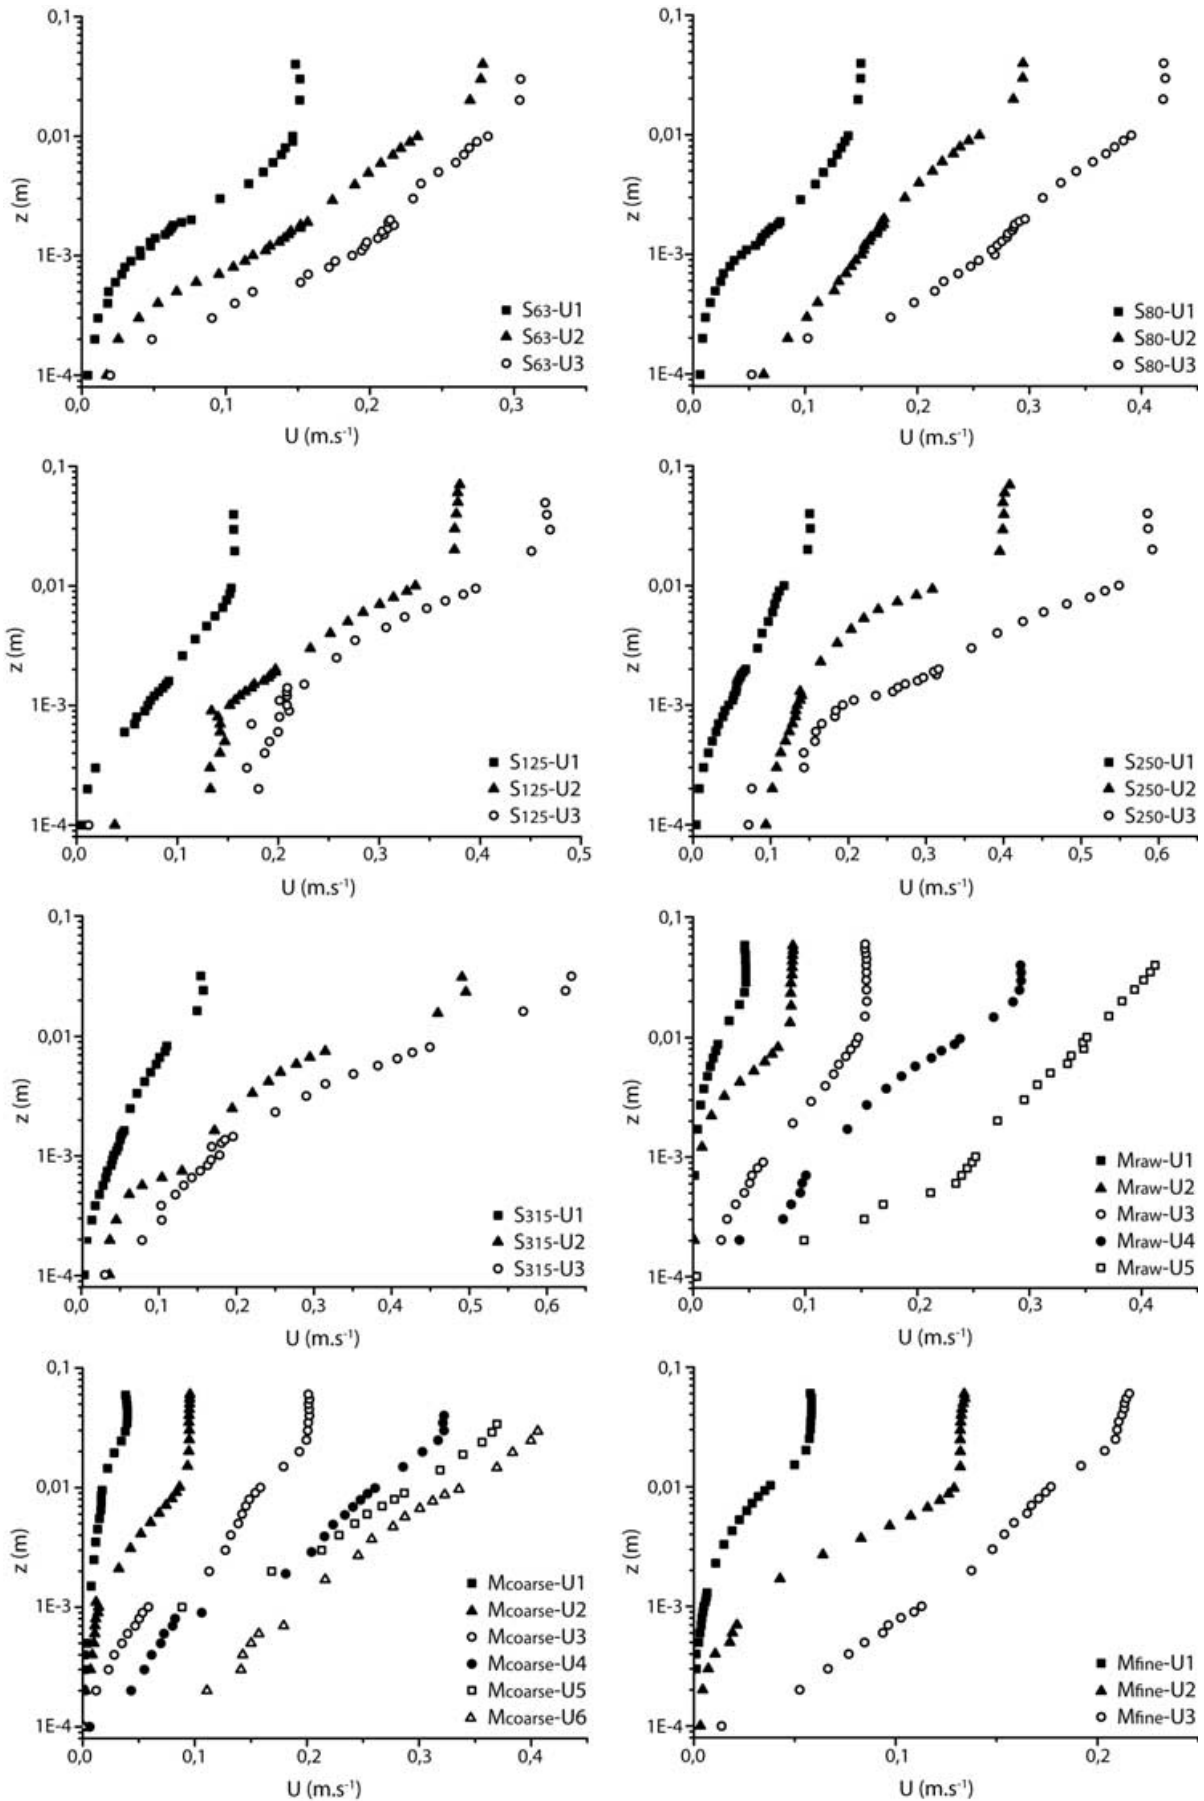 0,1
0,01
1E-3
1E-4
z (m)
0,0 0,1 0,2 0,3
U (m.s⁻¹)
S63-U1
S63-U2
S63-U3
0,1
0,01
1E-3
1E-4
z (m)
0,0 0,1 0,2 0,3 0,4
U (m.s⁻¹)
S80-U1
S80-U2
S80-U3
0,1
0,01
1E-3
1E-4
z (m)
0,0 0,1 0,2 0,3 0,4 0,5
U (m.s⁻¹)
S125-U1
S125-U2
S125-U3
0,1
0,01
1E-3
1E-4
z (m)
0,0 0,1 0,2 0,3 0,4 0,5 0,6
U (m.s⁻¹)
S250-U1
S250-U2
S250-U3
0,1
0,01
1E-3
1E-4
z (m)
0,0 0,1 0,2 0,3 0,4 0,5 0,6
U (m.s⁻¹)
S315-U1
S315-U2
S315-U3
0,1
0,01
1E-3
1E-4
z (m)
0,0 0,1 0,2 0,3 0,4
U (m.s⁻¹)
Mraw-U1
Mraw-U2
Mraw-U3
Mraw-U4
Mraw-U5
0,1
0,01
1E-3
1E-4
z (m)
0,0 0,1 0,2 0,3 0,4
U (m.s⁻¹)
Mcoarse-U1
Mcoarse-U2
Mcoarse-U3
Mcoarse-U4
Mcoarse-U5
Mcoarse-U6
0,1
0,01
1E-3
1E-4
z (m)
0,0 0,1 0,2
U (m.s⁻¹)
Mfine-U1
Mfine-U2
Mfine-U3